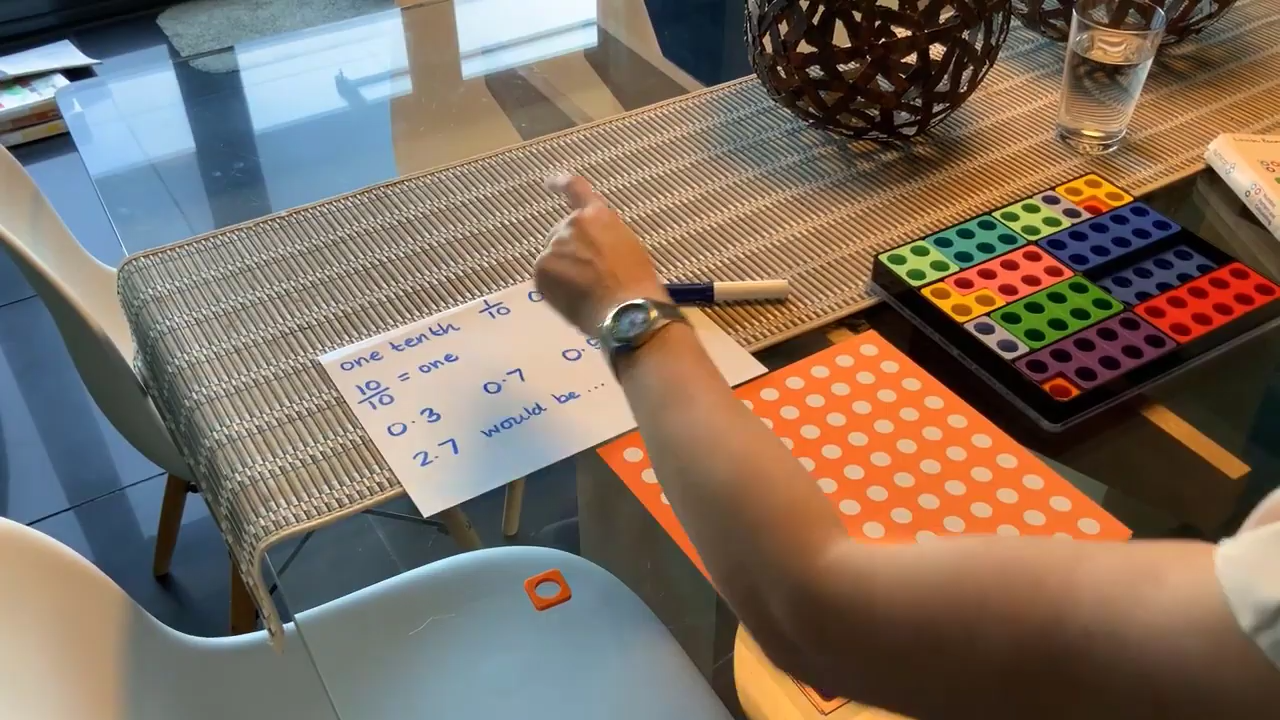 one tenth 1/10
10/10 = one
0.3 0.7
2.7 would be...